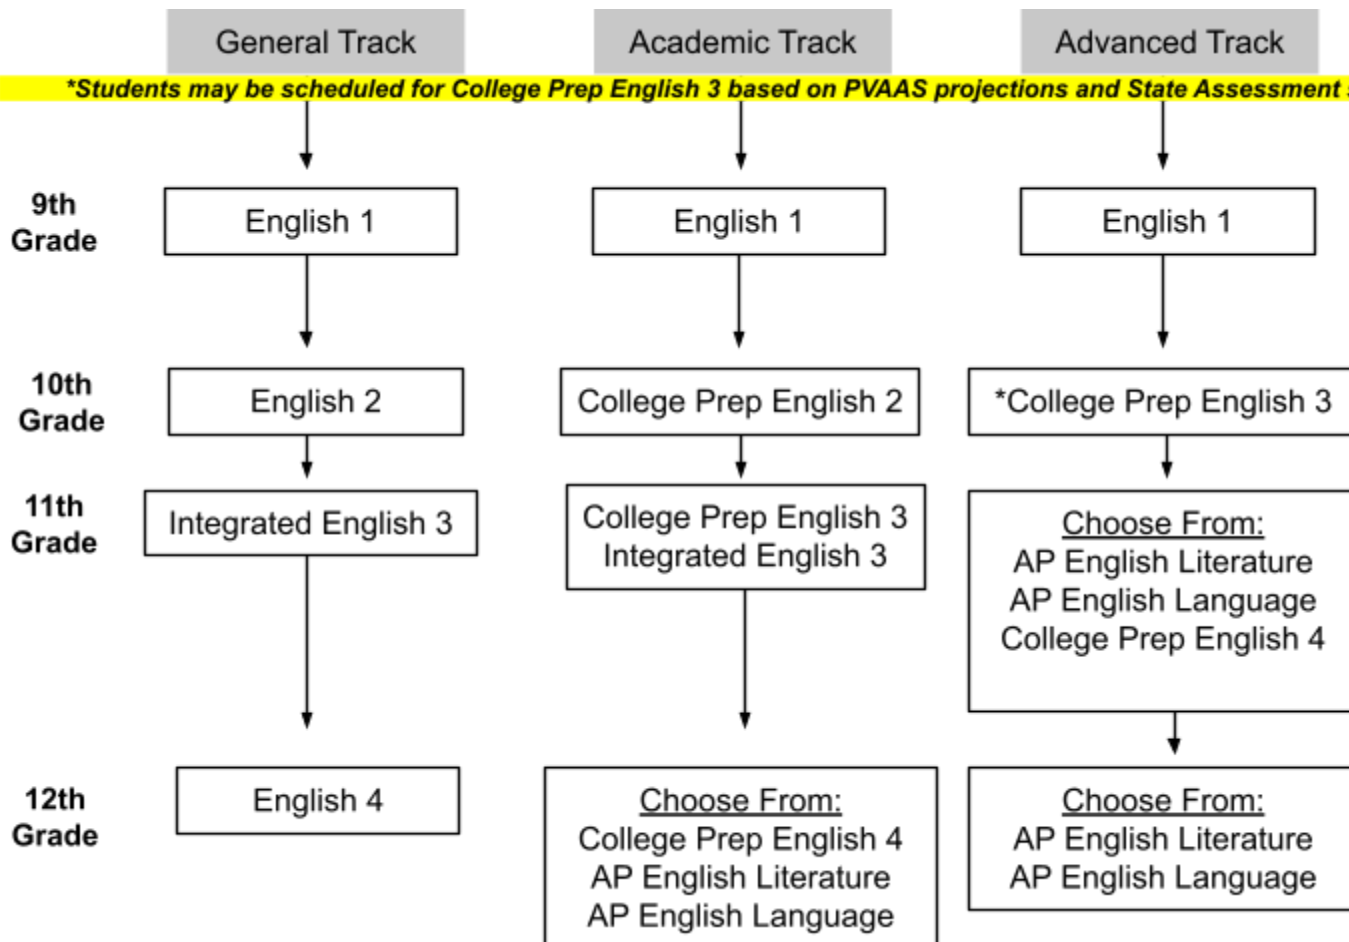 General Track
Academic Track
Advanced Track
*Students may be scheduled for College Prep English 3 based on PVAAS projections and State Assessment
9th
Grade
English 1
English 1
English 1
10th
Grade
English 2
College Prep English 2
*College Prep English 3
11th
Grade
Integrated English 3
College Prep English 3
Integrated English 3
Choose From:
AP English Literature
AP English Language
College Prep English 4
12th
Grade
English 4
Choose From:
College Prep English 4
AP English Literature
AP English Language
Choose From:
AP English Literature
AP English Language